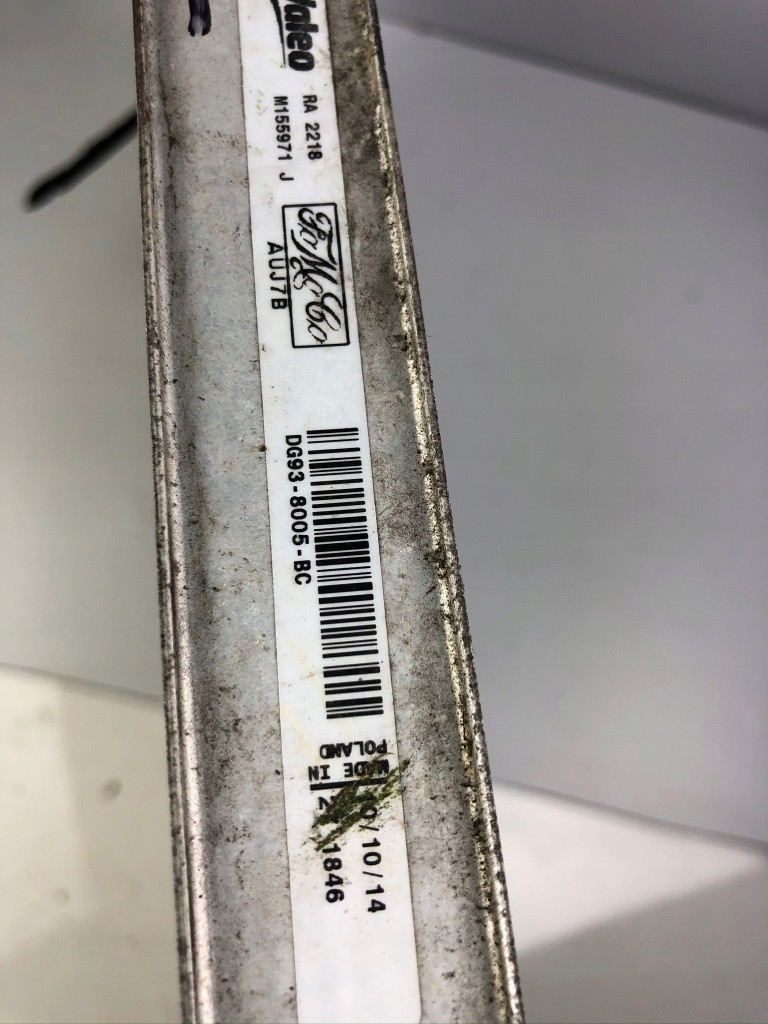 Valeo
RA 2218
M155971 J
FoMoCo
AUJ7B
DG93-8005-BC
MADE IN
POLAND
/10/14
1846